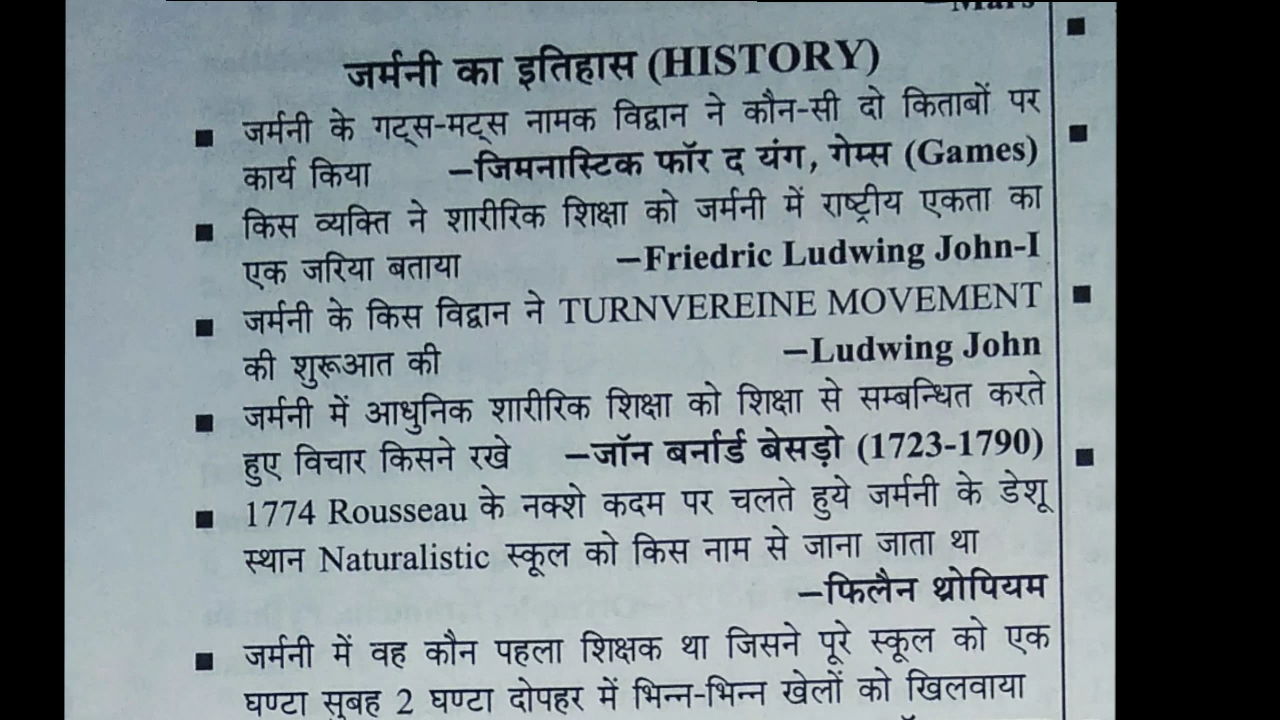 –Mars
जर्मनी का इतिहास (HISTORY)
■ जर्मनी के गट्स-मट्स नामक विद्वान ने कौन-सी दो किताबों पर
कार्य किया –जिमनास्टिक फॉर द यंग, गेम्स (Games)
■ किस व्यक्ति ने शारीरिक शिक्षा को जर्मनी में राष्ट्रीय एकता का
एक जरिया बताया –Friedric Ludwing John-I
■ जर्मनी के किस विद्वान ने TURNVEREINE MOVEMENT
की शुरूआत की –Ludwing John
■ जर्मनी में आधुनिक शारीरिक शिक्षा को शिक्षा से सम्बन्धित करते
हुए विचार किसने रखे –जॉन बर्नार्ड बेसड़ो (1723-1790)
■ 1774 Rousseau के नक्शे कदम पर चलते हुये जर्मनी के डेशू
स्थान Naturalistic स्कूल को किस नाम से जाना जाता था
–फिलैन थ्रोपियम
■ जर्मनी में वह कौन पहला शिक्षक था जिसने पूरे स्कूल को एक
घण्टा सुबह 2 घण्टा दोपहर में भिन्न-भिन्न खेलों को खिलवाया